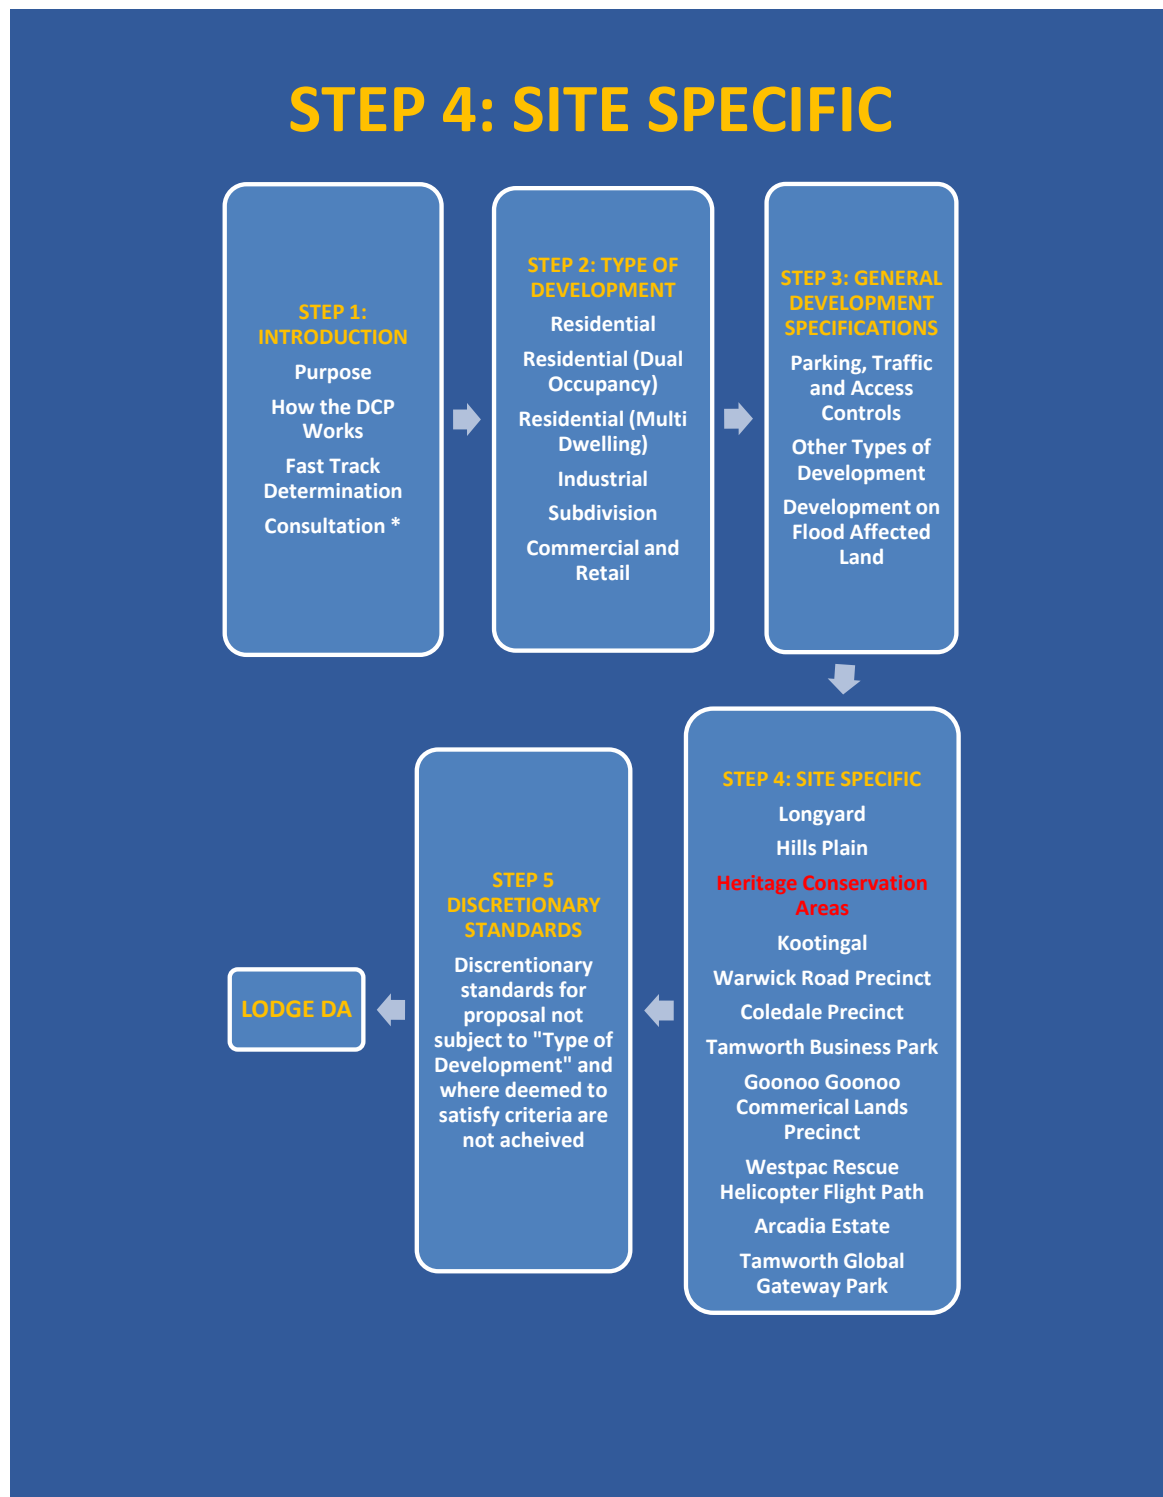 STEP 4: SITE SPECIFIC
STEP 1:
INTRODUCTION
Purpose
How the DCP
Works
Fast Track
Determination
Consultation *
STEP 2: TYPE OF
DEVELOPMENT
Residential
Residential (Dual
Occupancy)
Residential (Multi
Dwelling)
Industrial
Subdivision
Commercial and
Retail
STEP 3: GENERAL
DEVELOPMENT
SPECIFICATIONS
Parking, Traffic
and Access
Controls
Other Types of
Development
Development on
Flood Affected
Land
STEP 4: SITE SPECIFIC
Longyard
Hills Plain
Heritage Conservation
Areas
Kootingal
Warwick Road Precinct
Coledale Precinct
Tamworth Business Park
Goonoo Goonoo
Commerical Lands
Precinct
Westpac Rescue
Helicopter Flight Path
Arcadia Estate
Tamworth Global
Gateway Park
STEP 5
DISCRETIONARY
STANDARDS
Discrentionary
standards for
proposal not
subject to "Type of
Development" and
where deemed to
satisfy criteria are
not acheived
LODGE DA